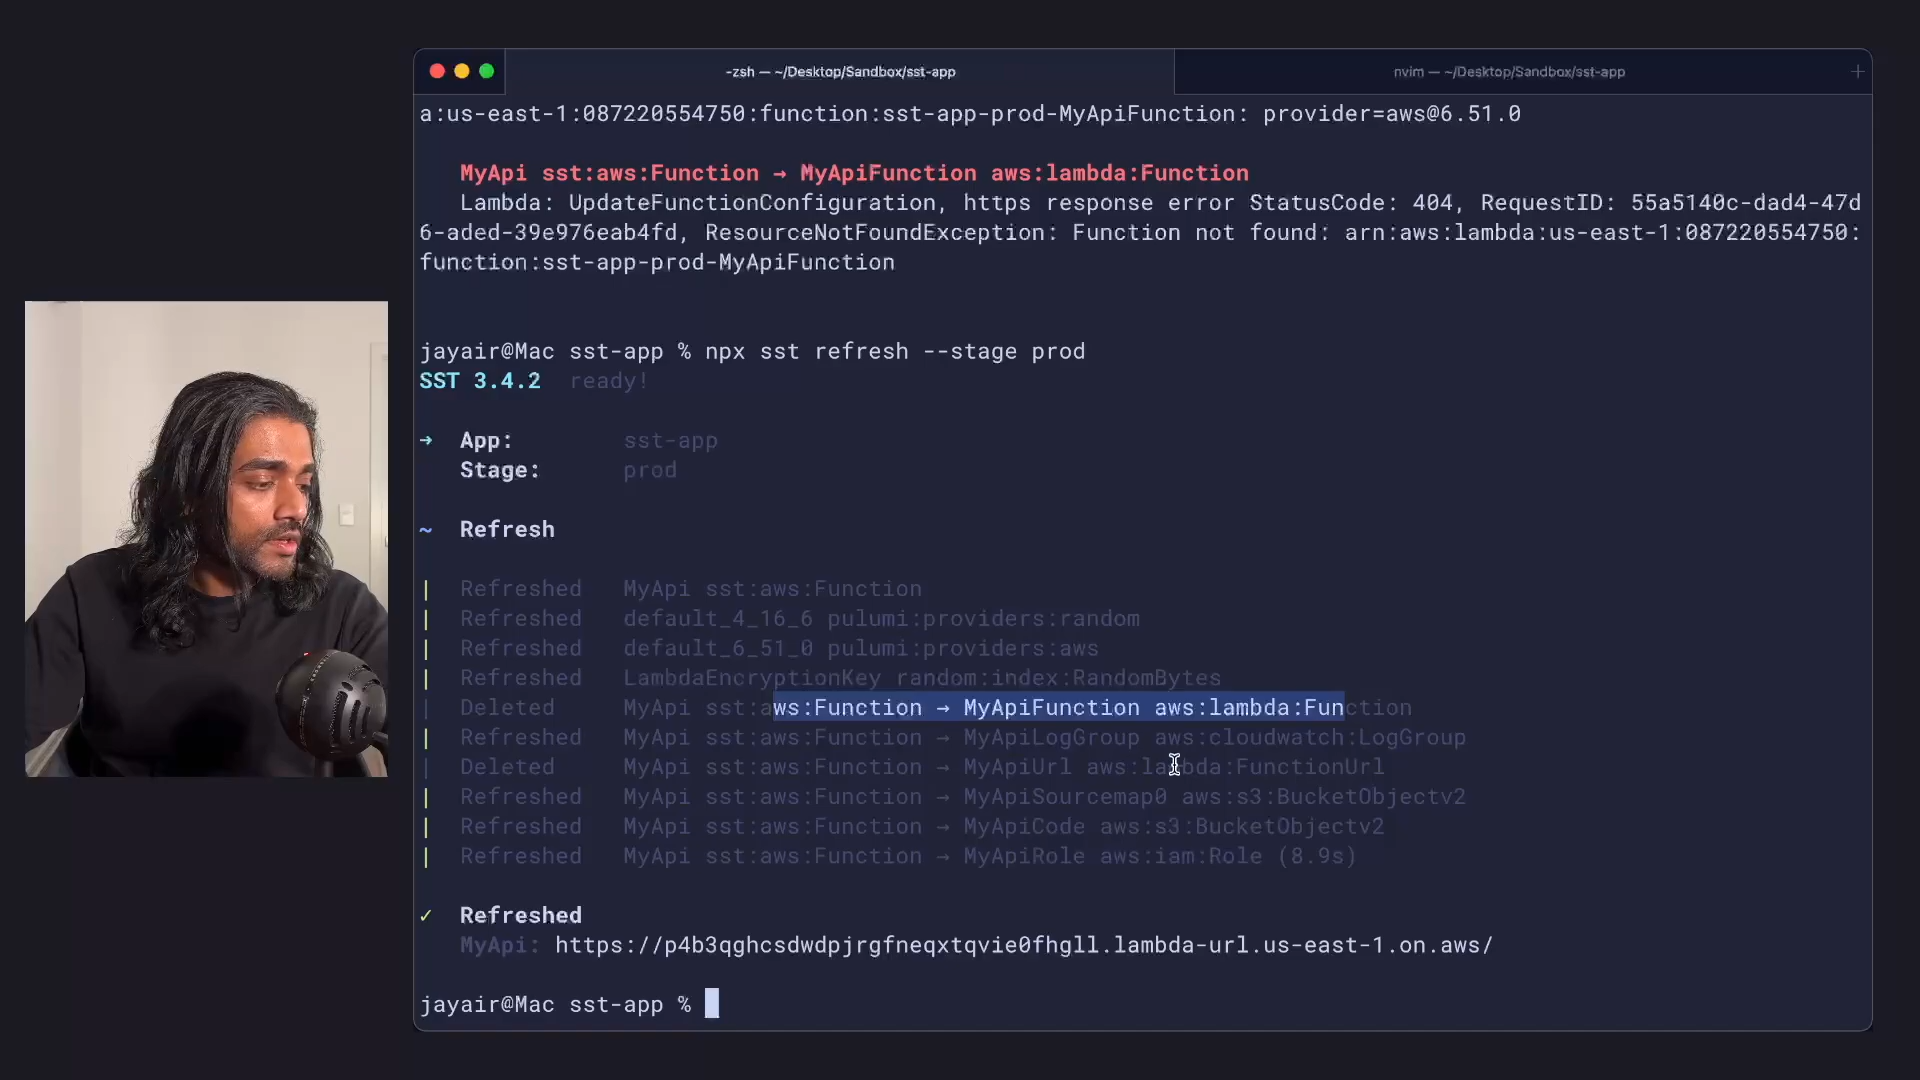 -zsh — ~/Desktop/Sandbox/sst-app
nvim — ~/Desktop/Sandbox/sst-app
a:us-east-1:087220554750:function:sst-app-prod-MyApiFunction: provider=aws@6.51.0
MyApi sst:aws:Function → MyApiFunction aws:lambda:Function
Lambda: UpdateFunctionConfiguration, https response error StatusCode: 404, RequestID: 55a5140c-dad4-47d
6-aded-39e976eab4fd, ResourceNotFoundException: Function not found: arn:aws:lambda:us-east-1:087220554750:
function:sst-app-prod-MyApiFunction
jayair@Mac sst-app % npx sst refresh --stage prod
SST 3.4.2 ready!
→ App: sst-app
Stage: prod
~ Refresh
| Refreshed MyApi sst:aws:Function
| Refreshed default_4_16_6 pulumi:providers:random
| Refreshed default_6_51_0 pulumi:providers:aws
| Refreshed LambdaEncryptionKey random:index:RandomBytes
| Deleted MyApi sst:aws:Function → MyApiFunction aws:lambda:Function
| Refreshed MyApi sst:aws:Function → MyApiLogGroup aws:cloudwatch:LogGroup
| Deleted MyApi sst:aws:Function → MyApiUrl aws:lambda:FunctionUrl
| Refreshed MyApi sst:aws:Function → MyApiSourcemap0 aws:s3:BucketObjectv2
| Refreshed MyApi sst:aws:Function → MyApiCode aws:s3:BucketObjectv2
| Refreshed MyApi sst:aws:Function → MyApiRole aws:iam:Role (8.9s)
✓ Refreshed
MyApi: https://p4b3qghcsdwdpjrgfneqxtqvie0fhgll.lambda-url.us-east-1.on.aws/
jayair@Mac sst-app %